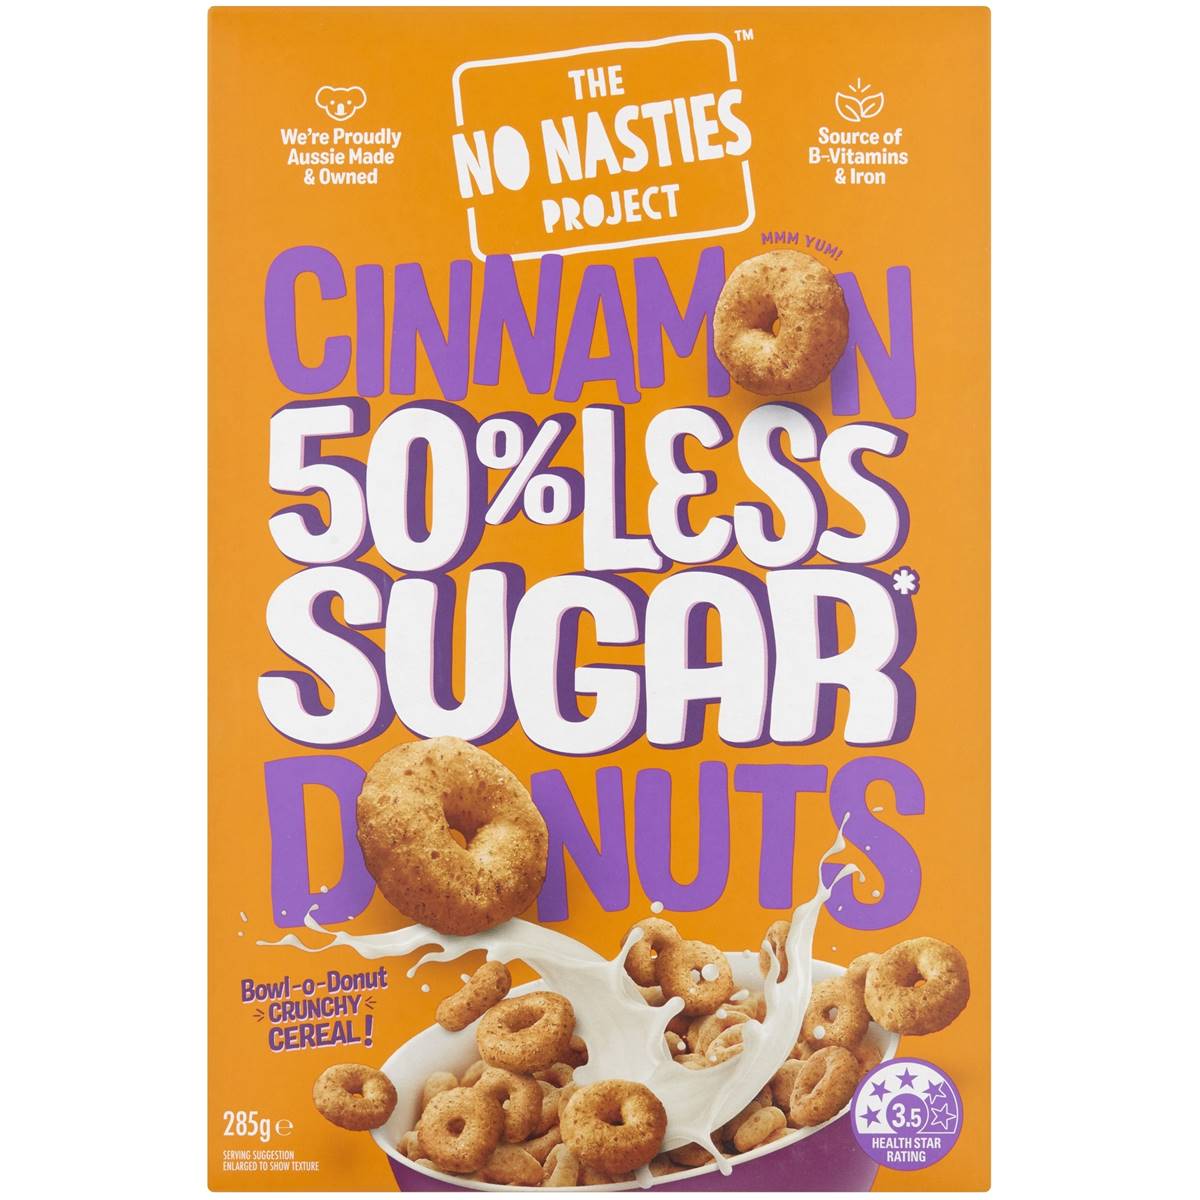 THE
NO NASTIES
PROJECT
™
We're Proudly
Aussie Made
& Owned
Source of
B-Vitamins
& Iron
MMM YUM!
CINNAMON
50% LESS
SUGAR*
DONUTS
Bowl-o-Donut
CRUNCHY
CEREAL!
285g e
SERVING SUGGESTION
ENLARGED TO SHOW TEXTURE
3.5
HEALTH STAR
RATING